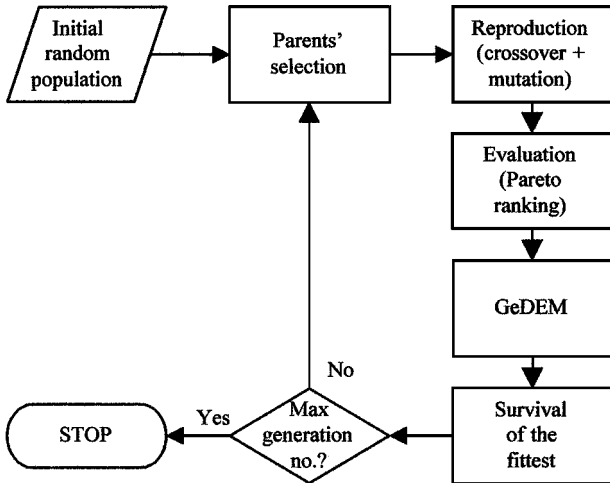 Initial
random
population
Parents'
selection
Reproduction
(crossover +
mutation)
Evaluation
(Pareto
ranking)
GeDEM
Survival
of the
fittest
Max
generation
no.?
No
Yes
STOP